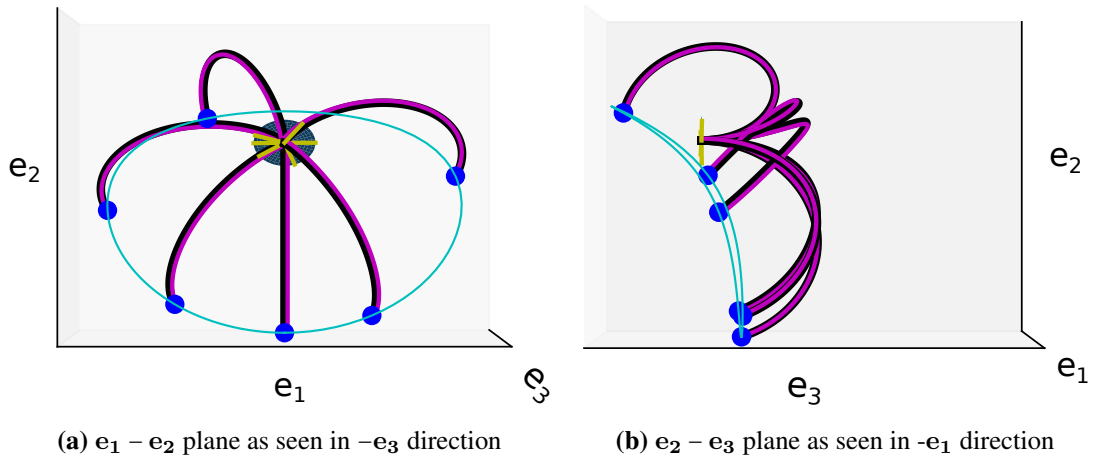 e₂
e₁
e₃
e₂
e₃
e₁
(a) e₁ – e₂ plane as seen in −e₃ direction
(b) e₂ – e₃ plane as seen in -e₁ direction